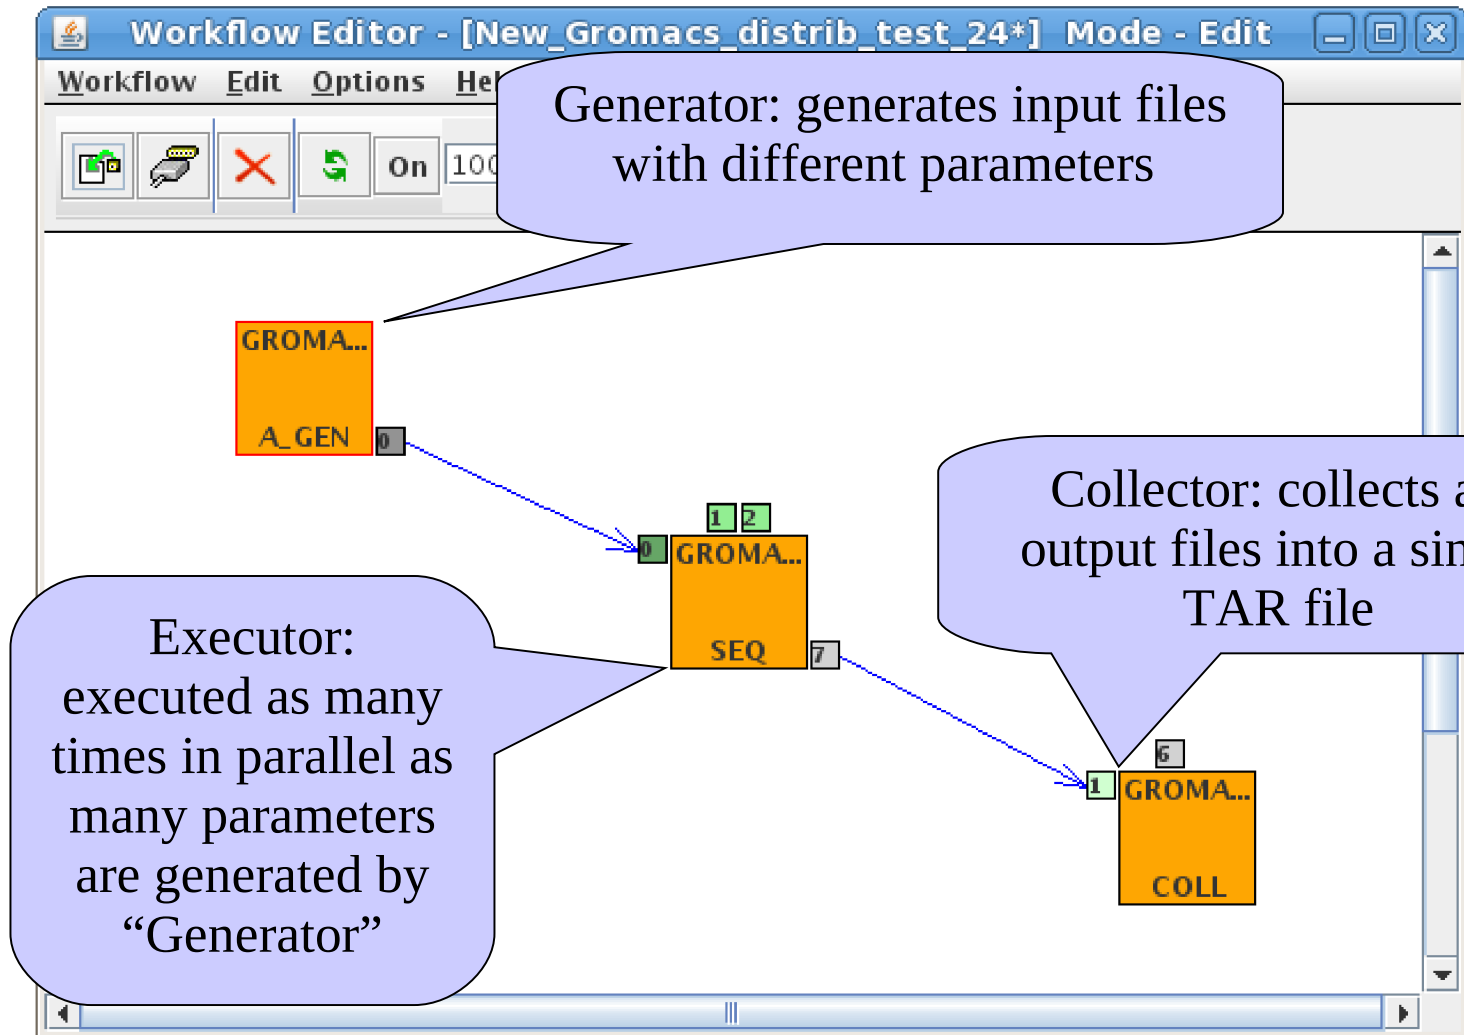 Workflow Editor - [New_Gromacs_distrib_test_24*] Mode - Edit
Workflow Edit Options
Generator: generates input files
with different parameters
On
GROMA...
A_GEN
0
1 2
0
GROMA...
SEQ
7
Collector: collects
output files into a
TAR file
Executor:
executed as many
times in parallel as
many parameters
are generated by
“Generator”
6
1
GROMA...
COLL